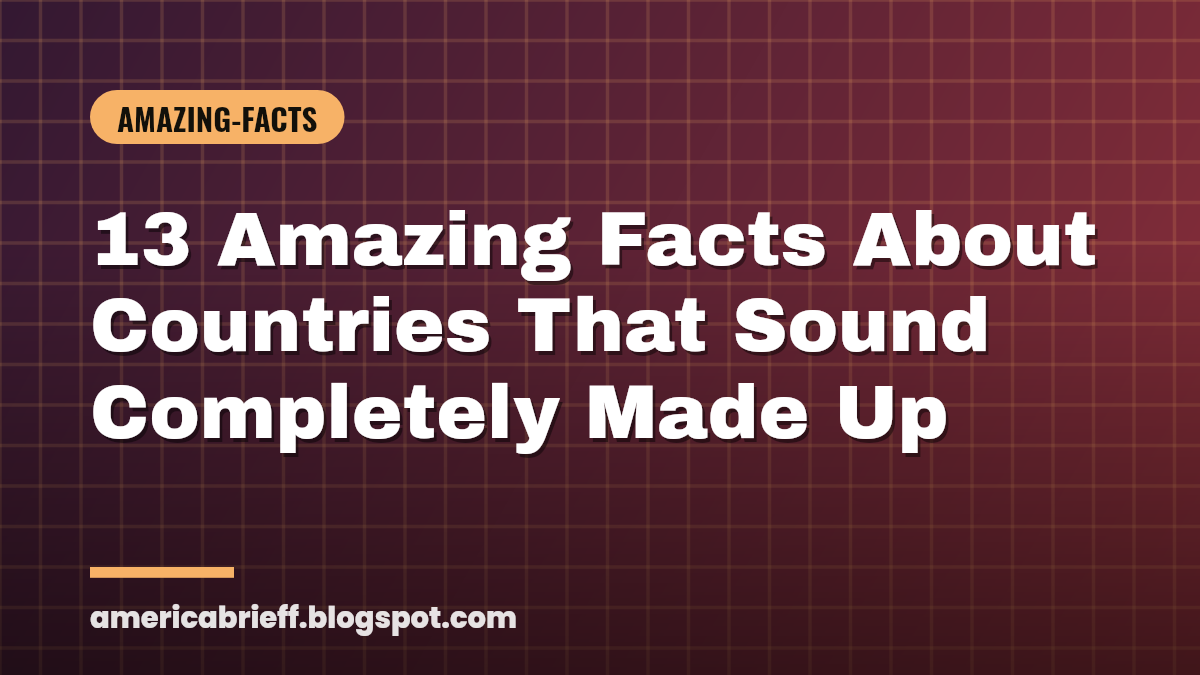 AMAZING-FACTS
13 Amazing Facts About
Countries That Sound
Completely Made Up
americabrieff.blogspot.com